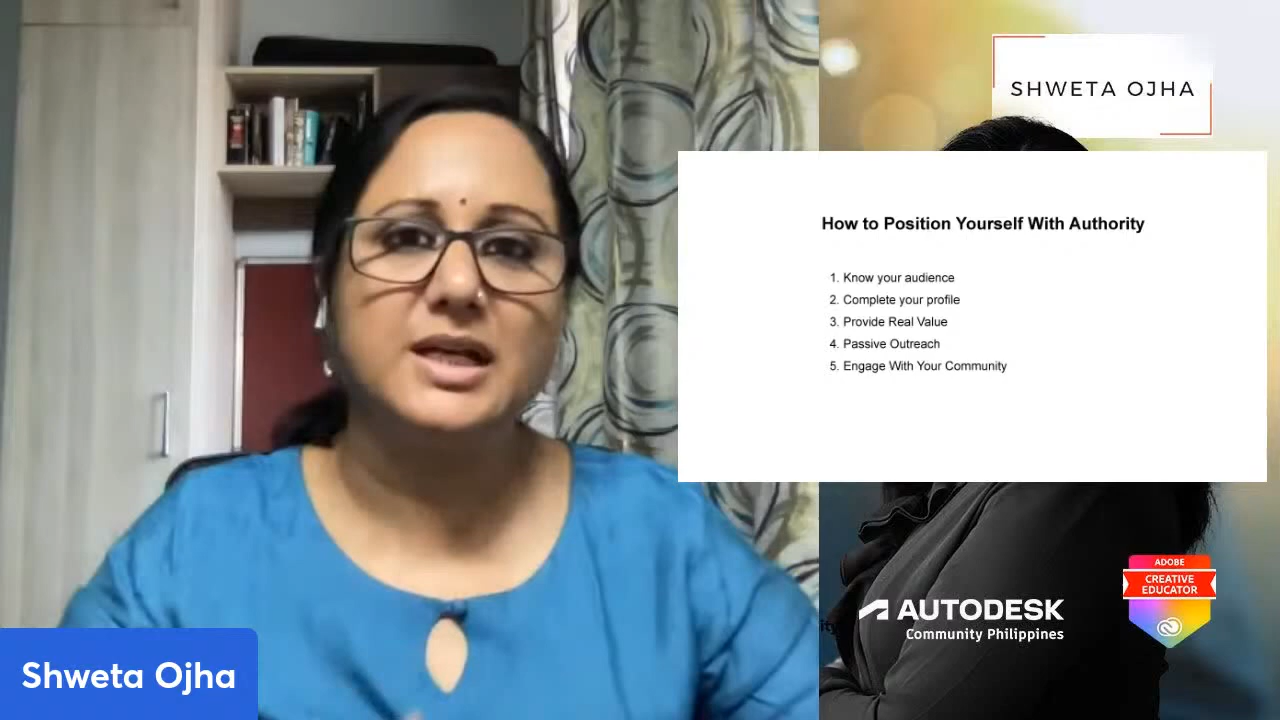 SHWETA OJHA
How to Position Yourself With Authority
1. Know your audience
2. Complete your profile
3. Provide Real Value
4. Passive Outreach
5. Engage With Your Community
ADOBE
CREATIVE
EDUCATOR
AUTODESK
Community Philippines
Shweta Ojha